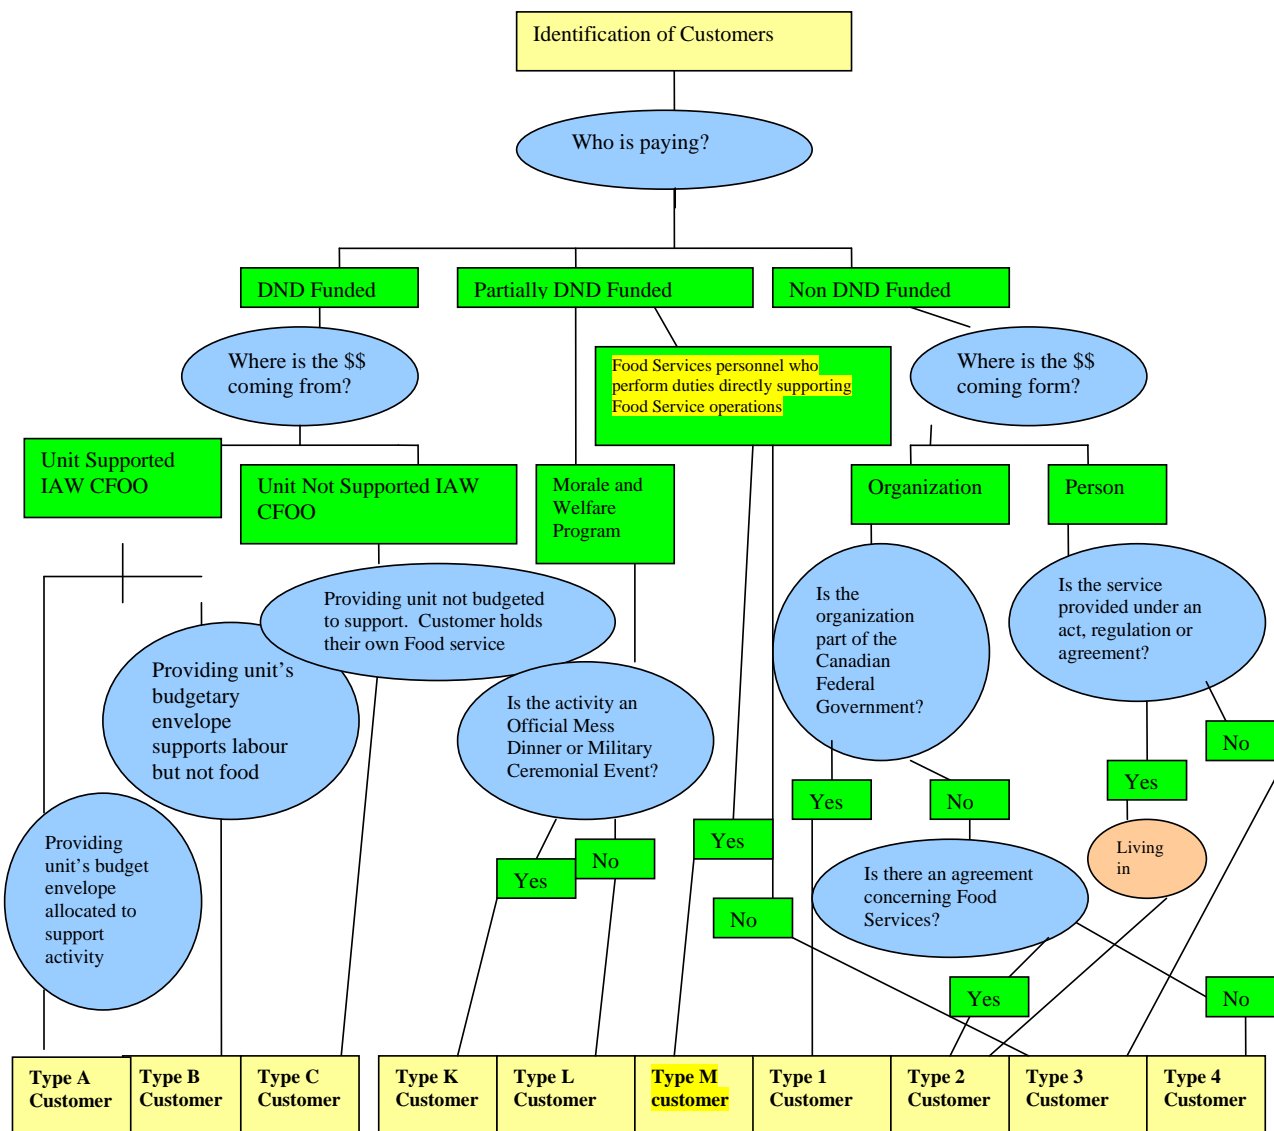 Identification of Customers
Who is paying?
DND Funded
Partially DND Funded
Non DND Funded
Where is the $$
coming from?
Food Services personnel who
perform duties directly supporting
Food Service operations
Where is the $$
coming form?
Unit Supported
IAW CFOO
Unit Not Supported IAW
CFOO
Morale and
Welfare
Program
Organization
Person
Providing unit not budgeted
to support.  Customer holds
their own Food service
Is the
organization
part of the
Canadian
Federal
Government?
Is the service
provided under an
act, regulation or
agreement?
Providing unit’s
budgetary
envelope
supports labour
but not food
Is the activity an
Official Mess
Dinner or Military
Ceremonial Event?
No
Yes
Yes
No
Providing
unit’s budget
envelope
allocated to
support
activity
Yes
No
Yes
No
Living
in
Is there an agreement
concerning Food
Services?
Yes
No
Type A
Customer
Type B
Customer
Type C
Customer
Type K
Customer
Type L
Customer
Type M
customer
Type 1
Customer
Type 2
Customer
Type 3
Customer
Type 4
Customer